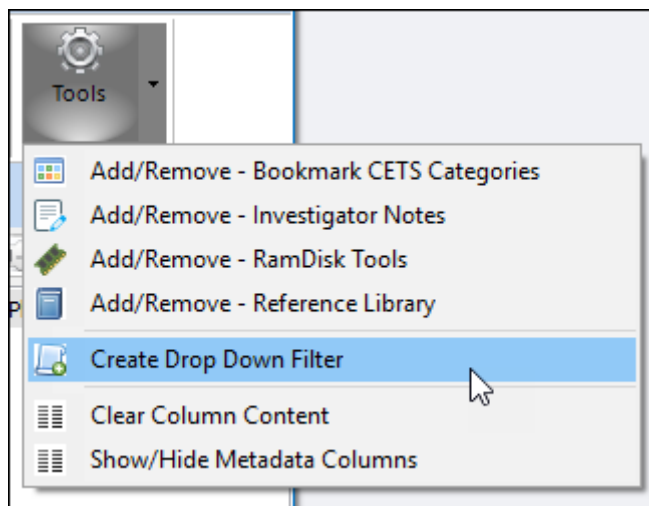 Tools
Add/Remove - Bookmark CETS Categories
Add/Remove - Investigator Notes
Add/Remove - RamDisk Tools
Add/Remove - Reference Library
Create Drop Down Filter
Clear Column Content
Show/Hide Metadata Columns